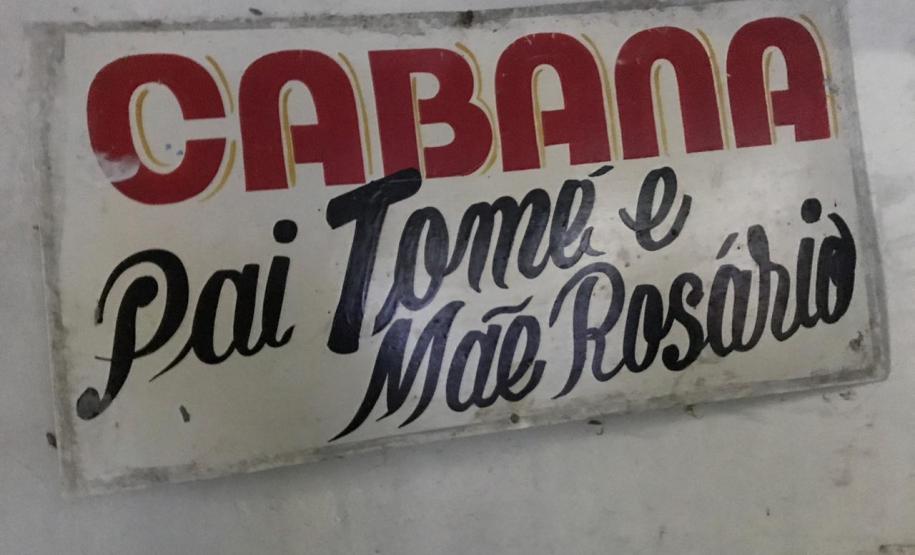 CABANA
Pai Tomé e
Mãe Rosário